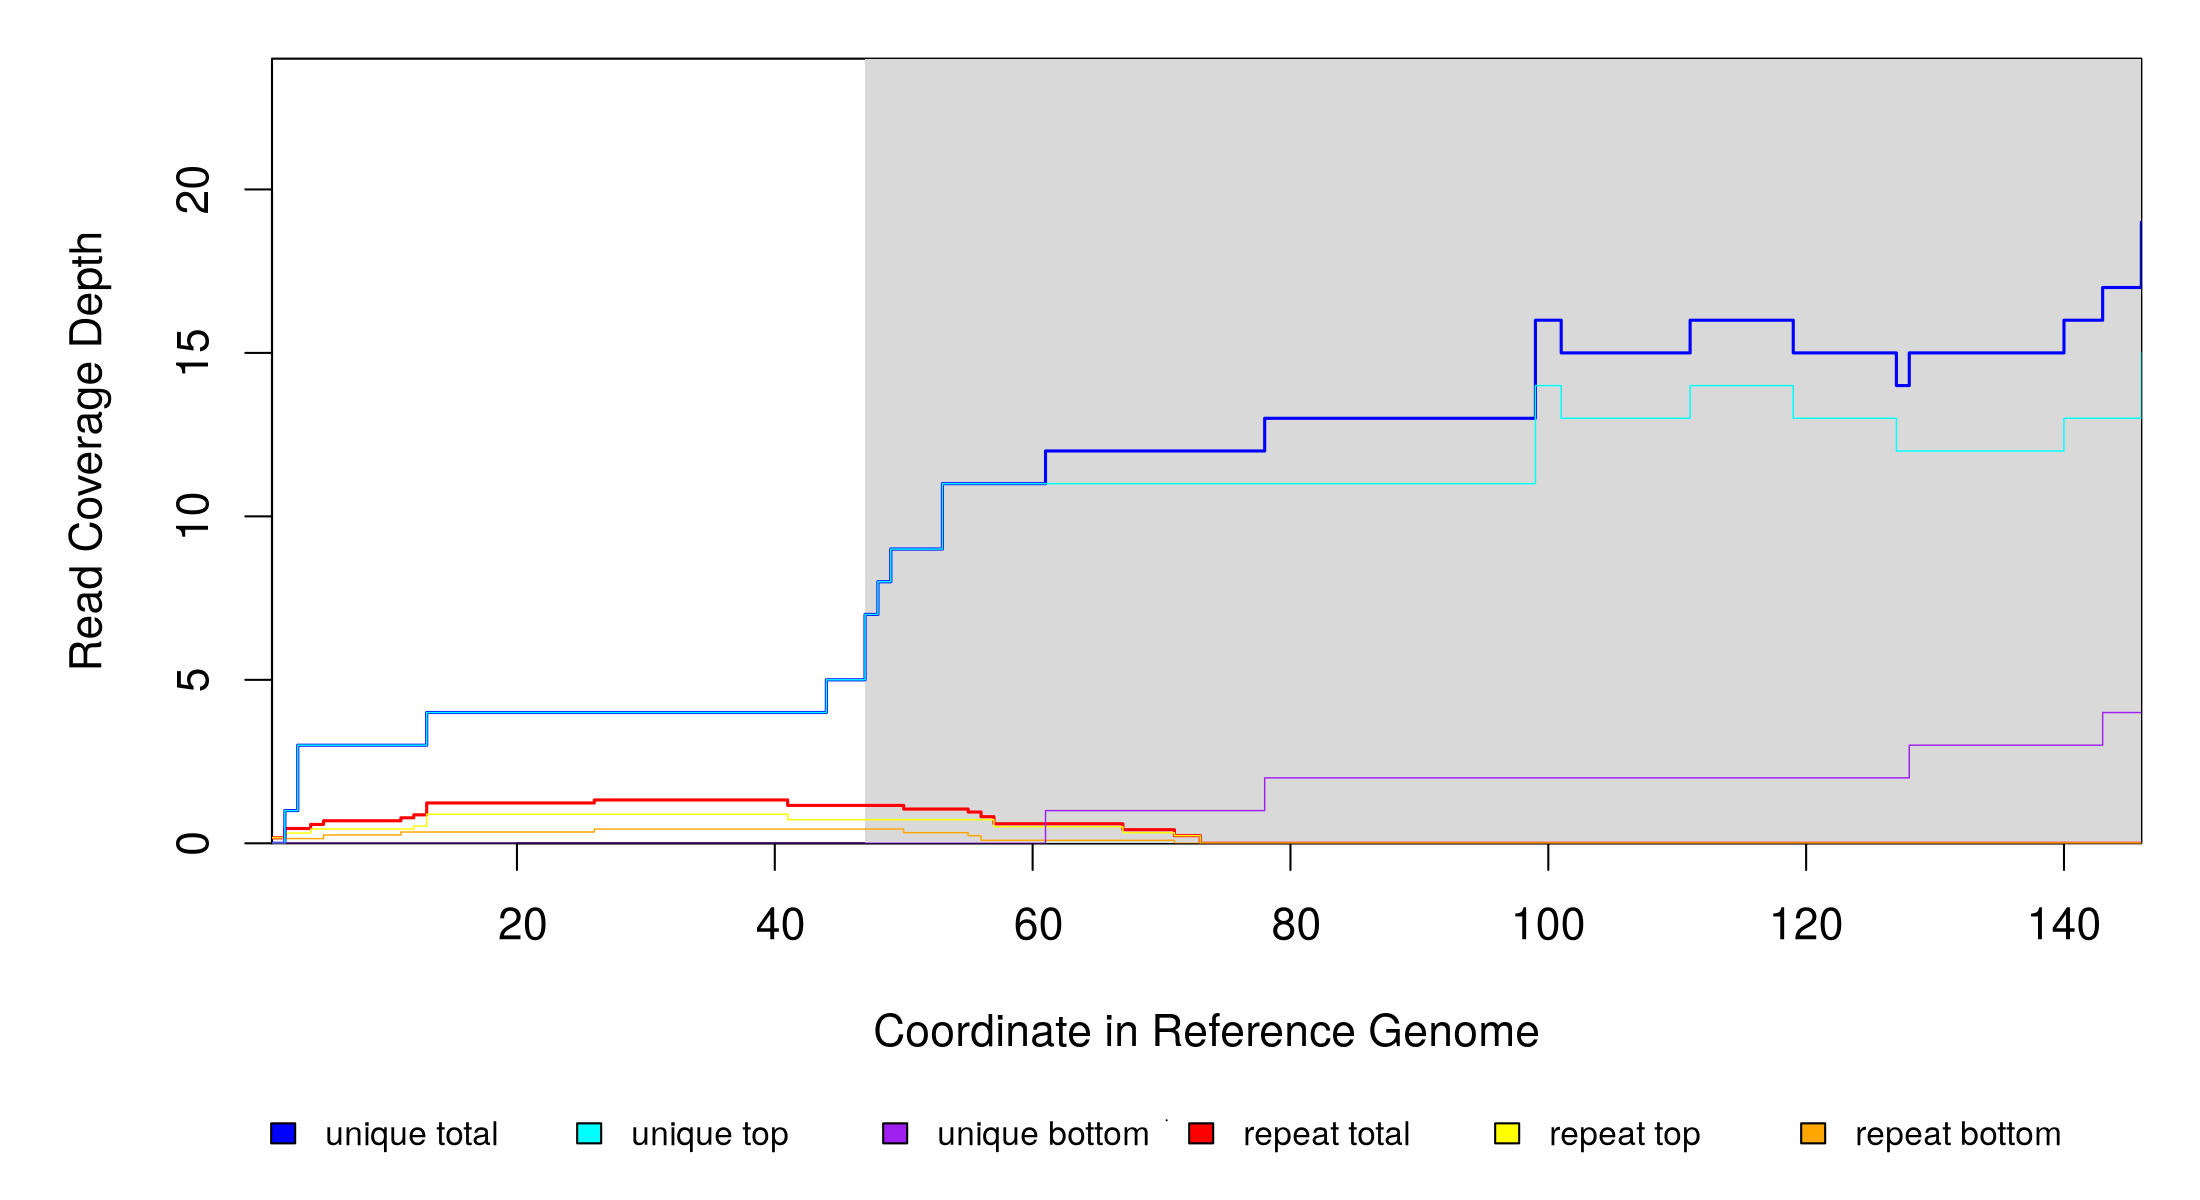 Read Coverage Depth
20
15
10
5
0
20 40 60 80 100 120 140
Coordinate in Reference Genome
unique total unique top unique bottom repeat total repeat top repeat bottom